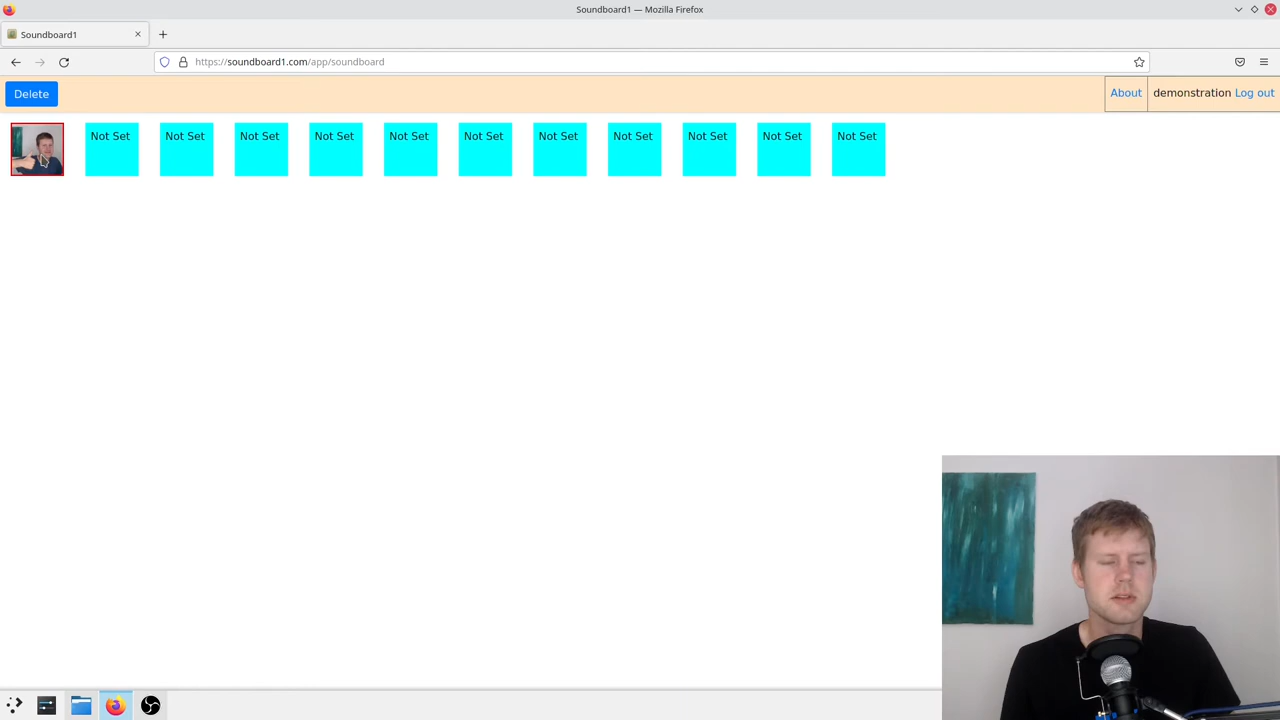 Soundboard1 — Mozilla Firefox
Soundboard1
https://soundboard1.com/app/soundboard
Delete
About
demonstration Log out
Not Set Not Set Not Set Not Set Not Set Not Set Not Set Not Set Not Set Not Set Not Set